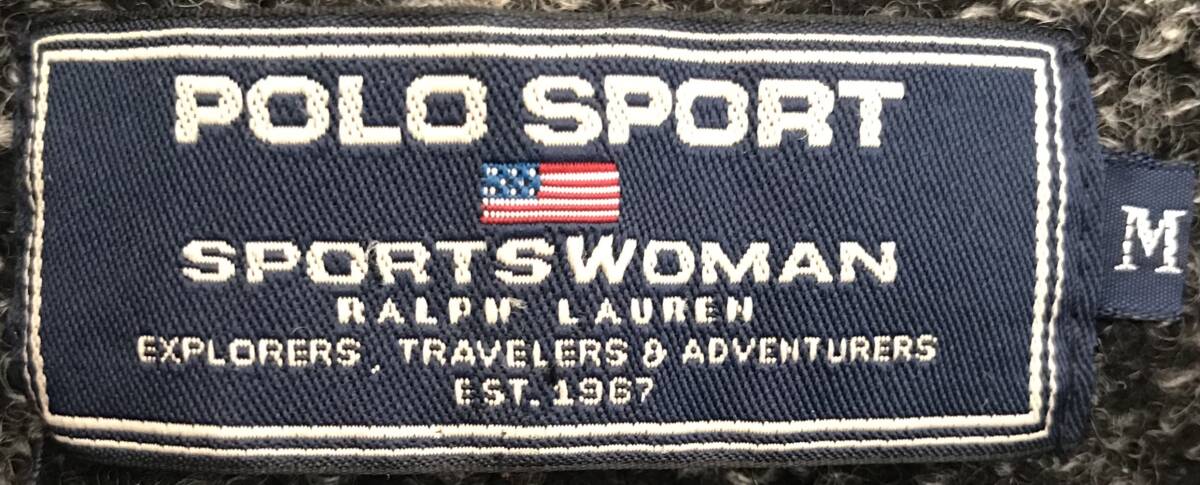 POLO SPORT
SPORTSWOMAN
RALPH LAUREN
EXPLORERS, TRAVELERS & ADVENTURERS
EST. 1967
M